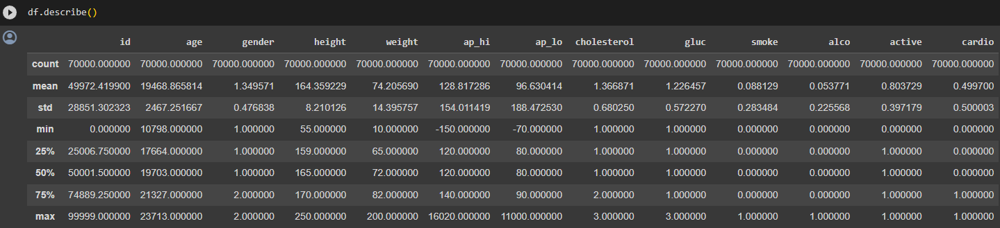 df.describe()
id age gender height weight ap_hi ap_lo cholesterol gluc smoke alco active cardio
count 70000.000000 70000.000000 70000.000000 70000.000000 70000.000000 70000.000000 70000.000000 70000.000000 70000.000000 70000.000000 70000.000000 70000.000000 70000.000000
mean 49972.419900 19468.865814 1.349571 164.359229 74.205690 128.817286 96.630414 1.366871 1.226457 0.088129 0.053771 0.803729 0.499700
std 28851.302323 2467.251667 0.476838 8.210126 14.395757 154.011419 188.472530 0.680250 0.572270 0.283484 0.225568 0.397179 0.500003
min 0.000000 10798.000000 1.000000 55.000000 10.000000 -150.000000 -70.000000 1.000000 1.000000 0.000000 0.000000 0.000000 0.000000
25% 25006.750000 17664.000000 1.000000 159.000000 65.000000 120.000000 80.000000 1.000000 1.000000 0.000000 0.000000 1.000000 0.000000
50% 50001.500000 19703.000000 1.000000 165.000000 72.000000 120.000000 80.000000 1.000000 1.000000 0.000000 0.000000 1.000000 0.000000
75% 74889.250000 21327.000000 2.000000 170.000000 82.000000 140.000000 90.000000 2.000000 1.000000 0.000000 0.000000 1.000000 1.000000
max 99999.000000 23713.000000 2.000000 250.000000 200.000000 16020.000000 11000.000000 3.000000 3.000000 1.000000 1.000000 1.000000 1.000000